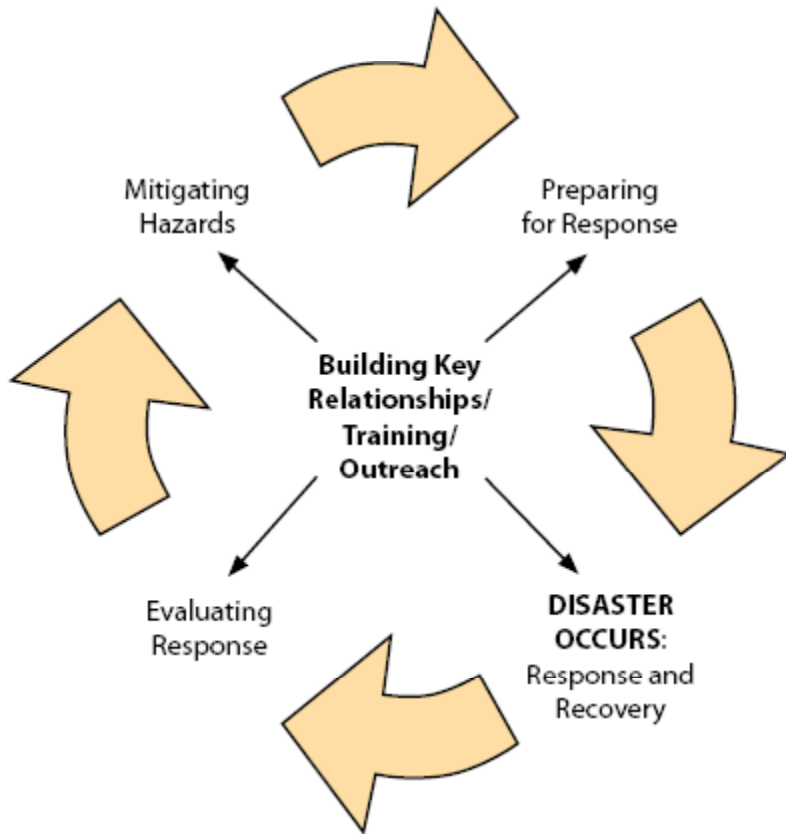 Mitigating
Hazards
Preparing
for Response
Building Key
Relationships/
Training/
Outreach
Evaluating
Response
DISASTER
OCCURS:
Response and
Recovery